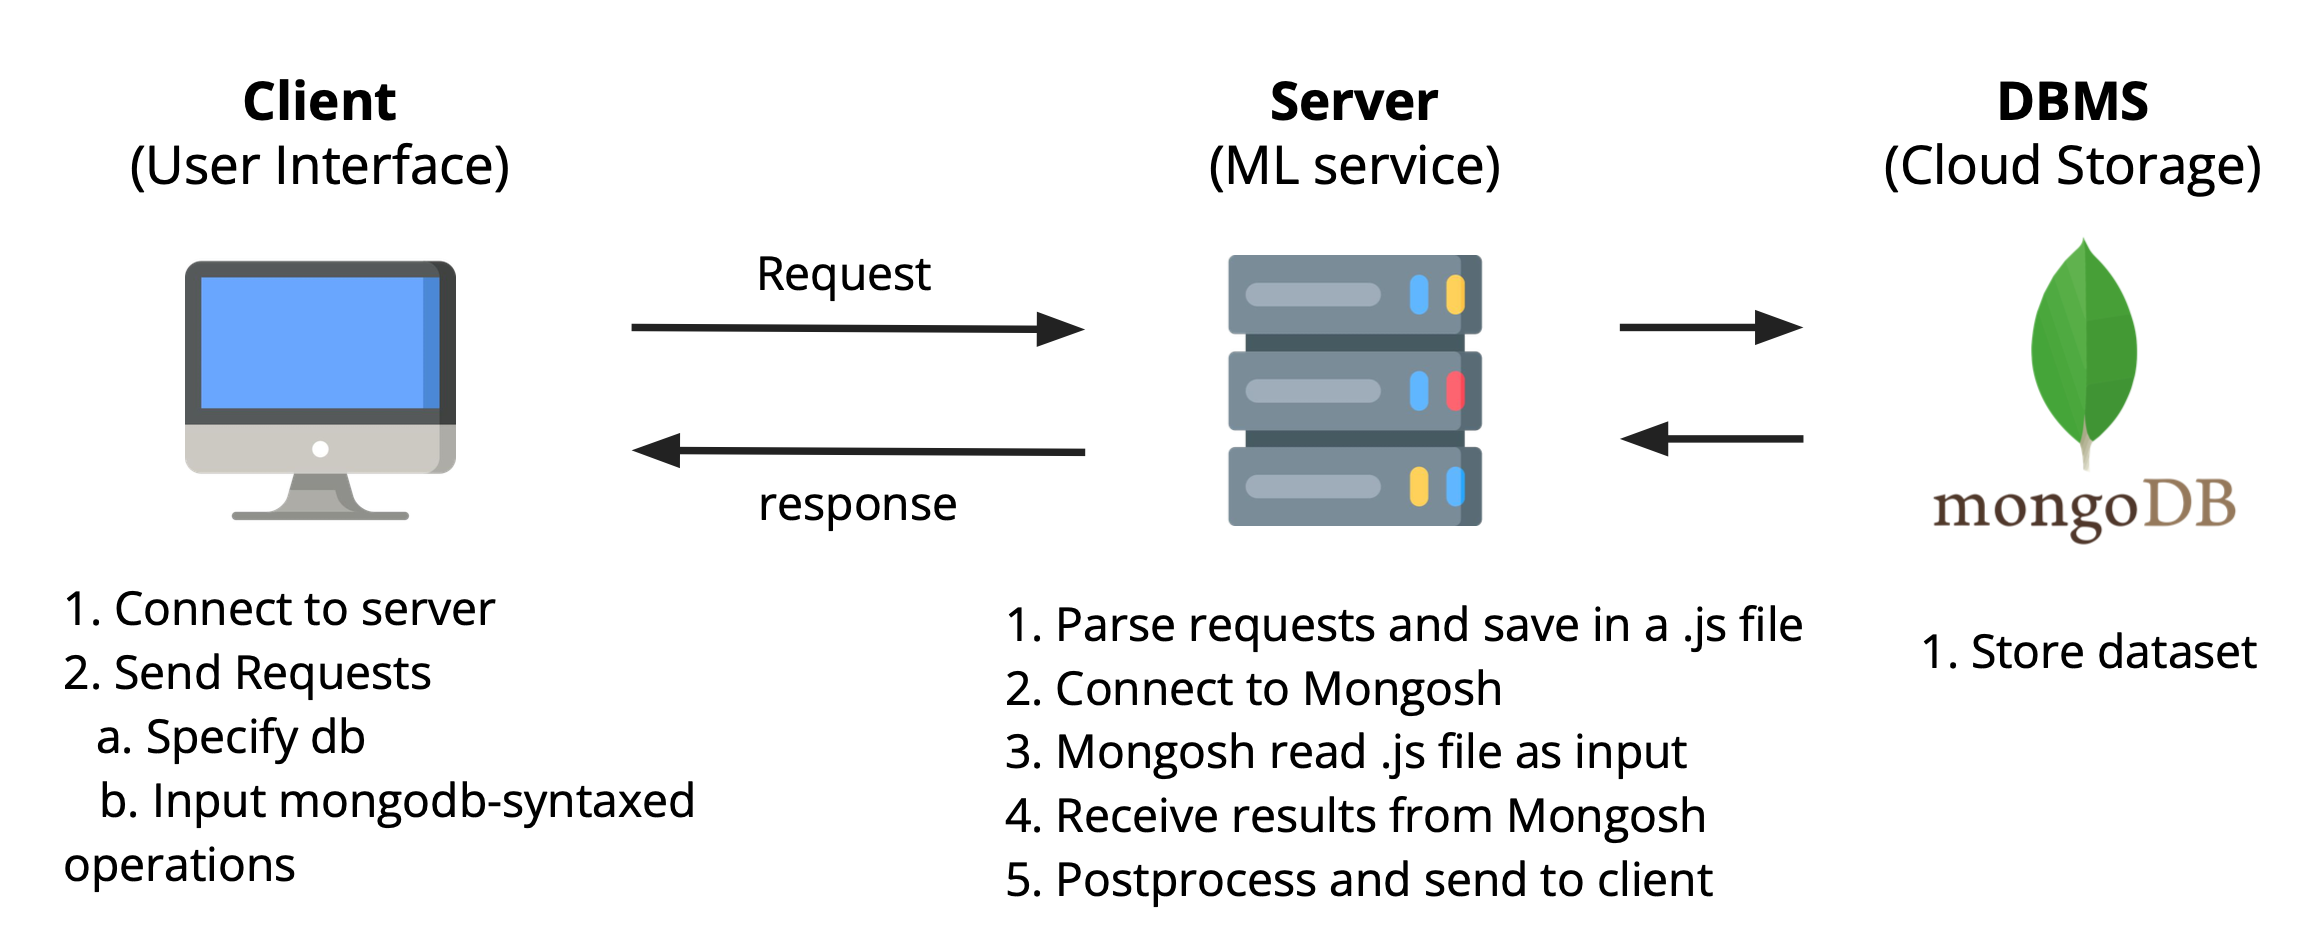 Client
(User Interface)
Request
response
1. Connect to server
2. Send Requests
a. Specify db
b. Input mongodb-syntaxed
operations
Server
(ML service)
1. Parse requests and save in a .js file
2. Connect to Mongosh
3. Mongosh read .js file as input
4. Receive results from Mongosh
5. Postprocess and send to client
DBMS
(Cloud Storage)
mongoDB
1. Store dataset